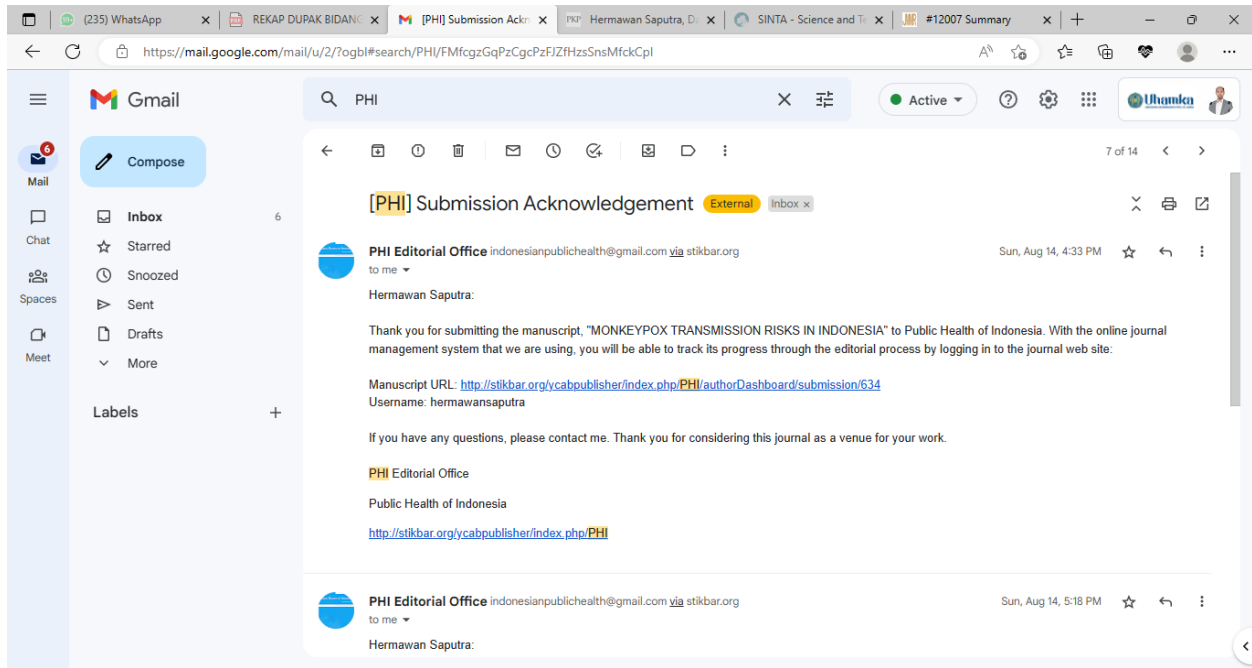 (235) WhatsApp
REKAP DUPAK BIDANG
[PHI] Submission Ackn
PKP Hermawan Saputra, D
SINTA - Science and Te
JMR #12007 Summary
https://mail.google.com/mail/u/2/?ogbl#search/PHI/FMfcgzGqPzCgcPzFJZfHzsSnsMfckCpI
Gmail
PHI
Active
Uhamka
6
Mail
Compose
7 of 14
[PHI] Submission Acknowledgement External Inbox x
Inbox 6
Chat
Starred
PHI Editorial Office indonesianpublichealth@gmail.com via stikbar.org Sun, Aug 14, 4:33 PM
to me
Snoozed
Spaces
Sent
Hermawan Saputra:
Drafts
Thank you for submitting the manuscript, "MONKEYPOX TRANSMISSION RISKS IN INDONESIA" to Public Health of Indonesia. With the online journal
management system that we are using, you will be able to track its progress through the editorial process by logging in to the journal web site:
Meet
More
Manuscript URL: http://stikbar.org/ycabpublisher/index.php/PHI/authorDashboard/submission/634
Username: hermawansaputra
Labels
If you have any questions, please contact me. Thank you for considering this journal as a venue for your work.
PHI Editorial Office
Public Health of Indonesia
http://stikbar.org/ycabpublisher/index.php/PHI
PHI Editorial Office indonesianpublichealth@gmail.com via stikbar.org Sun, Aug 14, 5:18 PM
to me
Hermawan Saputra: